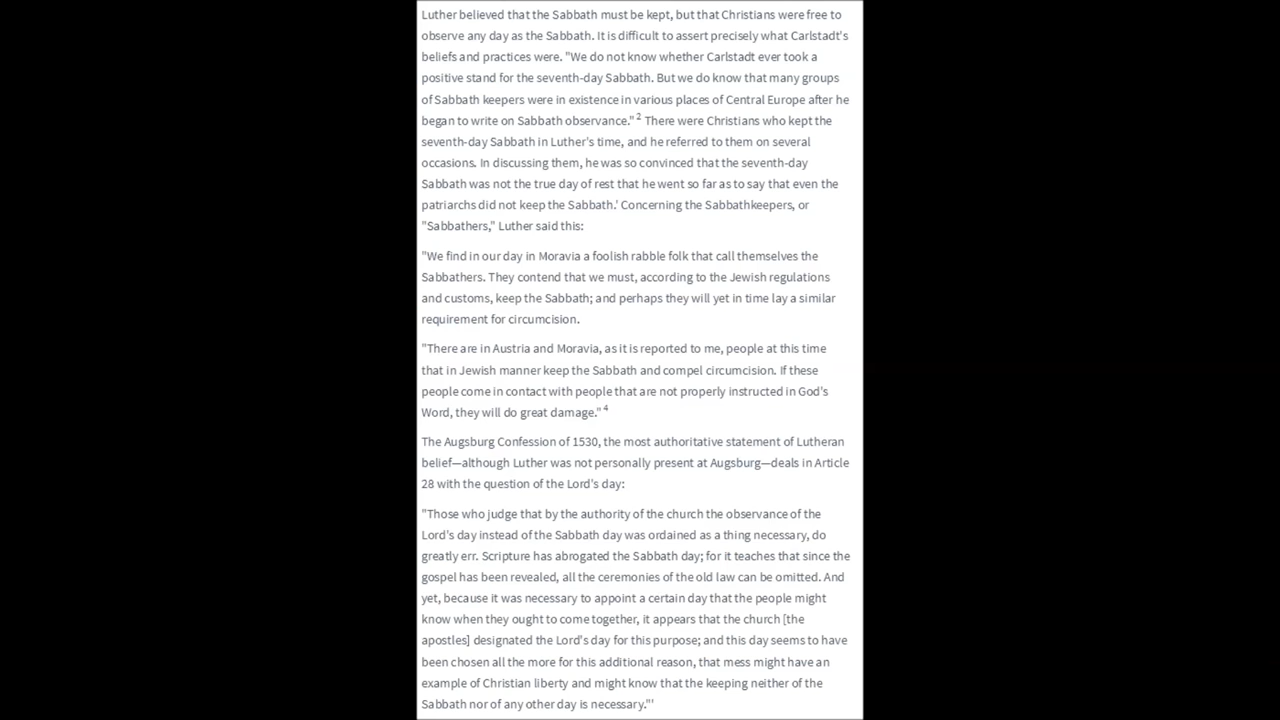 Luther believed that the Sabbath must be kept, but that Christians were free to
observe any day as the Sabbath. It is difficult to assert precisely what Carlstadt's
beliefs and practices were. "We do not know whether Carlstadt ever took a
positive stand for the seventh-day Sabbath. But we do know that many groups
of Sabbath keepers were in existence in various places of Central Europe after he
began to write on Sabbath observance." 2 There were Christians who kept the
seventh-day Sabbath in Luther's time, and he referred to them on several
occasions. In discussing them, he was so convinced that the seventh-day
Sabbath was not the true day of rest that he went so far as to say that even the
patriarchs did not keep the Sabbath.' Concerning the Sabbathkeepers, or
"Sabbathers," Luther said this:
"We find in our day in Moravia a foolish rabble folk that call themselves the
Sabbathers. They contend that we must, according to the Jewish regulations
and customs, keep the Sabbath; and perhaps they will yet in time lay a similar
requirement for circumcision.
"There are in Austria and Moravia, as it is reported to me, people at this time
that in Jewish manner keep the Sabbath and compel circumcision. If these
people come in contact with people that are not properly instructed in God's
Word, they will do great damage." 4
The Augsburg Confession of 1530, the most authoritative statement of Lutheran
belief—although Luther was not personally present at Augsburg—deals in Article
28 with the question of the Lord's day:
"Those who judge that by the authority of the church the observance of the
Lord's day instead of the Sabbath day was ordained as a thing necessary, do
greatly err. Scripture has abrogated the Sabbath day; for it teaches that since the
gospel has been revealed, all the ceremonies of the old law can be omitted. And
yet, because it was necessary to appoint a certain day that the people might
know when they ought to come together, it appears that the church [the
apostles] designated the Lord's day for this purpose; and this day seems to have
been chosen all the more for this additional reason, that mess might have an
example of Christian liberty and might know that the keeping neither of the
Sabbath nor of any other day is necessary."'